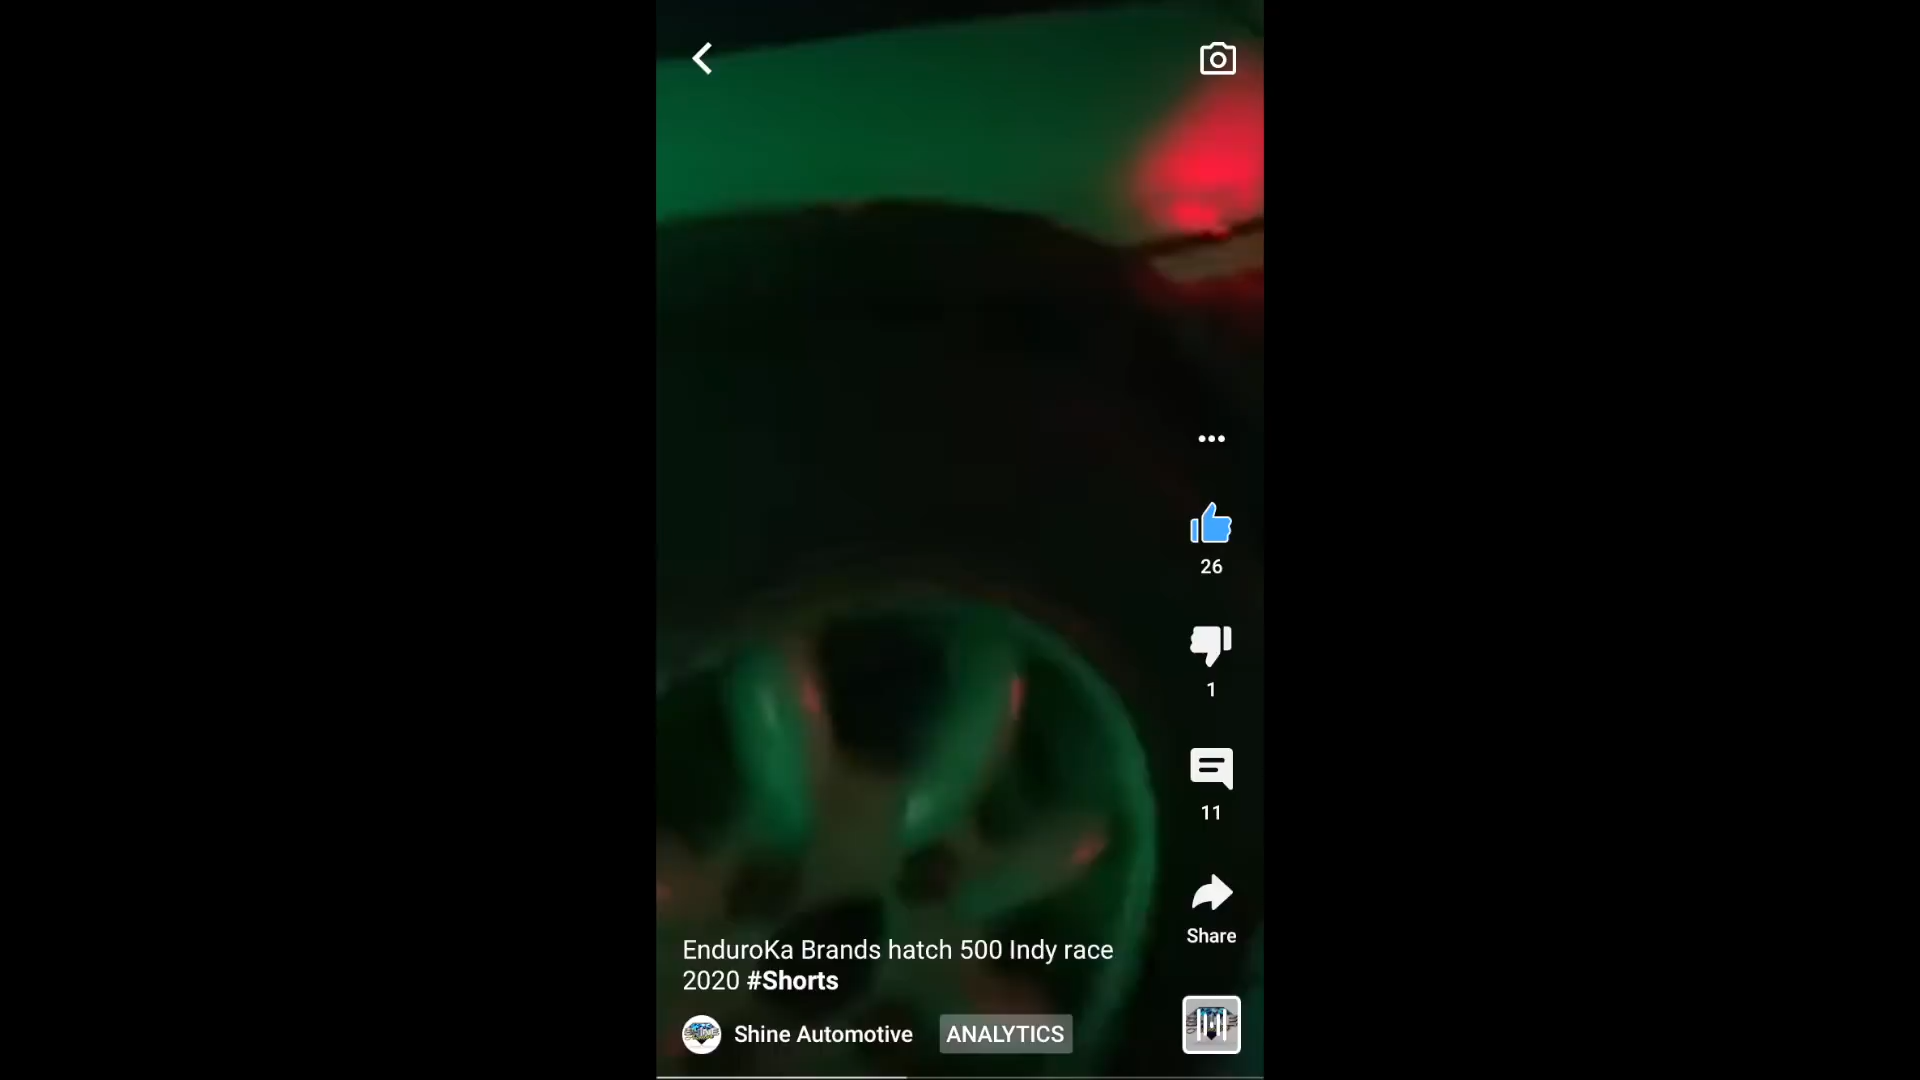 26
1
11
Share
EnduroKa Brands hatch 500 Indy race
2020 #Shorts
Shine Automotive
ANALYTICS